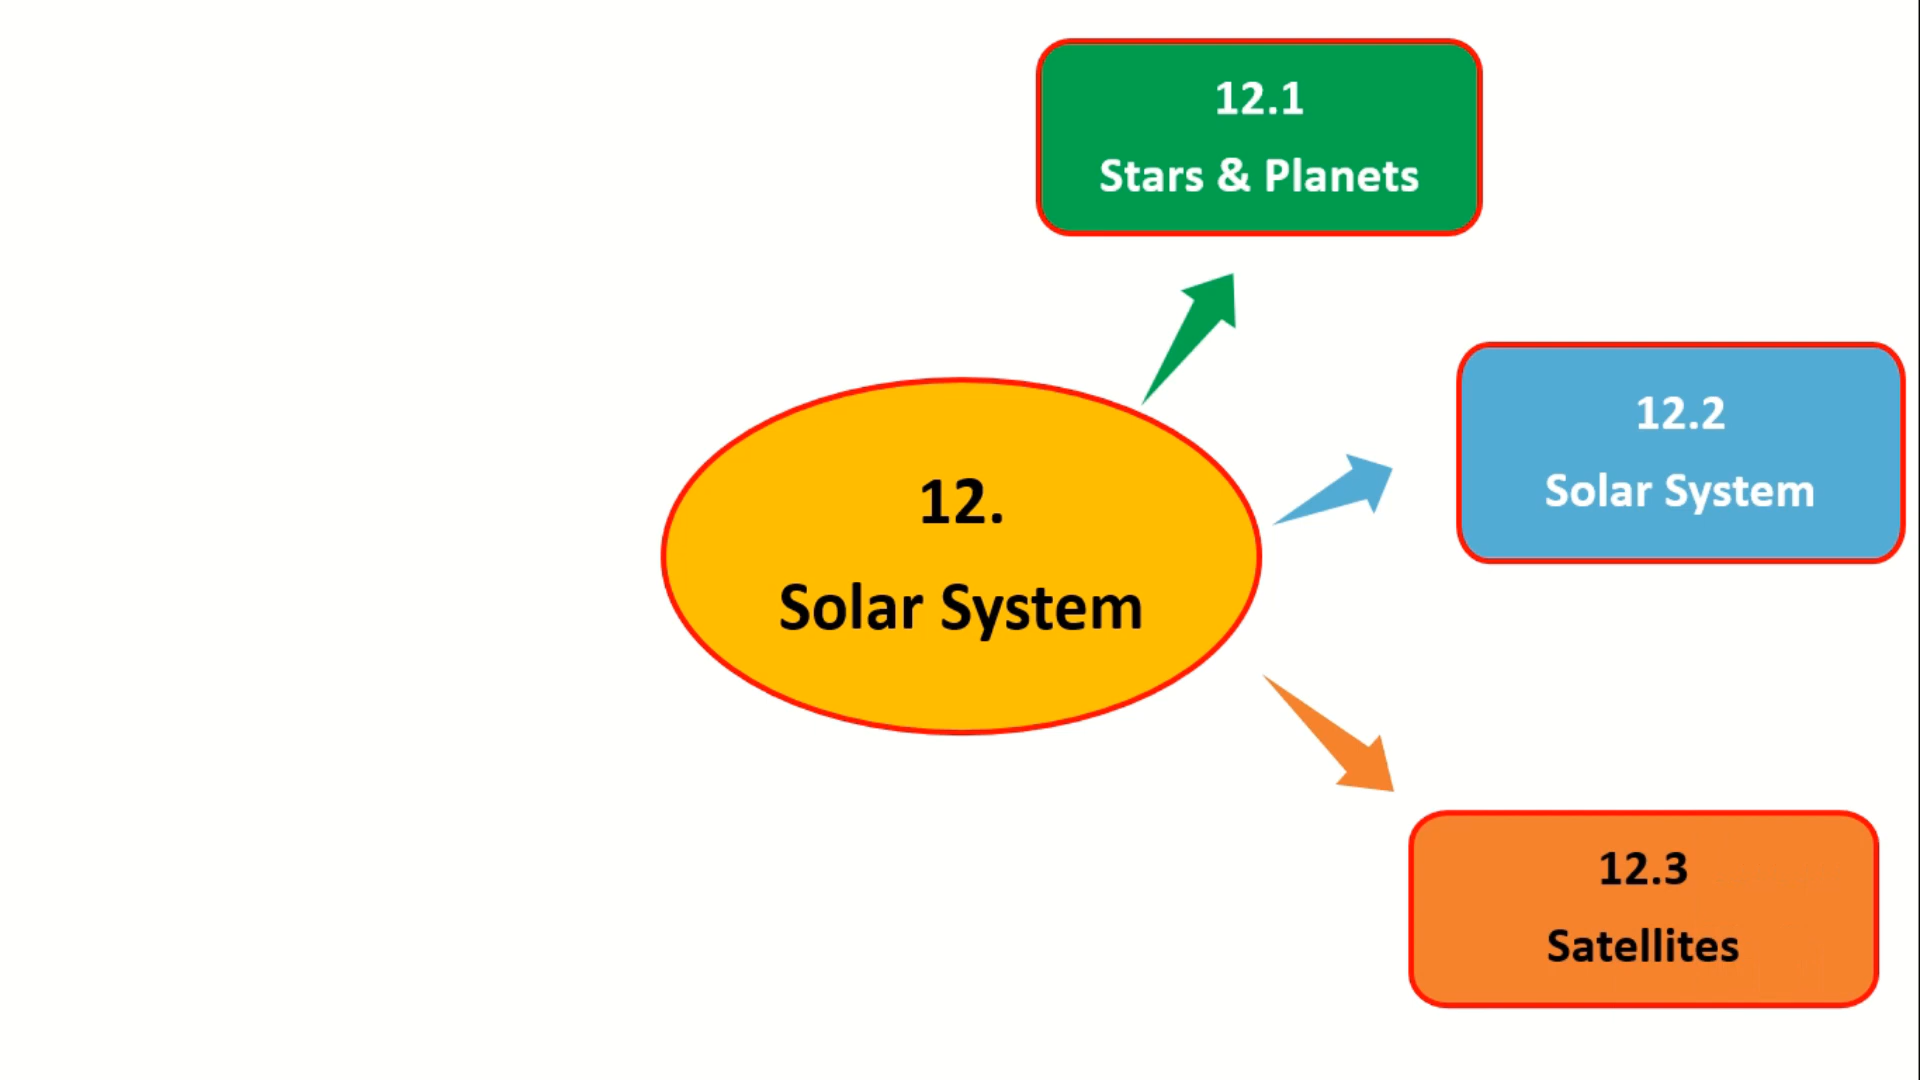 12.1
Stars & Planets
12.2
Solar System
12.
Solar System
12.3
Satellites